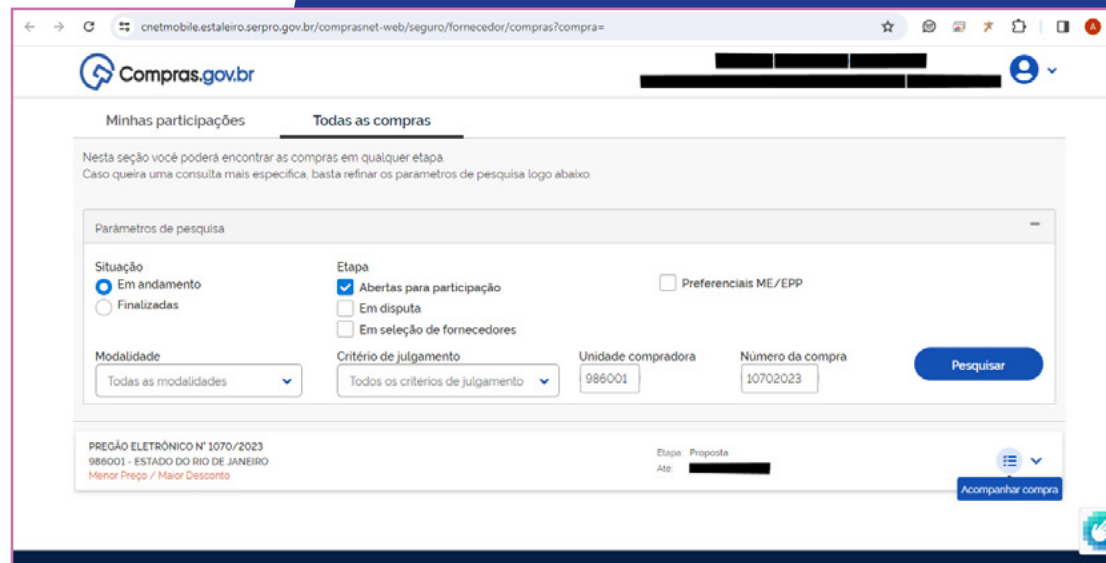 cnetmobile.estaleiro.serpro.gov.br/comprasnet-web/seguro/fornecedor/compras?compra=
A
Compras.gov.br
Minhas participações Todas as compras
Nesta seção você poderá encontrar as compras em qualquer etapa.
Caso queira uma consulta mais específica, basta refinar os parametros de pesquisa logo abaixo.
Parâmetros de pesquisa
Situação Etapa
Em andamento Abertas para participação Preferenciais ME/EPP
Finalizadas Em disputa
Em seleção de fornecedores
Modalidade Critério de julgamento Unidade compradora Número da compra
Todas as modalidades Todos os critérios de julgamento 986001 10702023 Pesquisar
PREGÃO ELETRÔNICO N° 1070/2023
986001 - ESTADO DO RIO DE JANEIRO
Menor Preço / Maior Desconto
Etapa: Proposta
Até:
Acompanhar compra